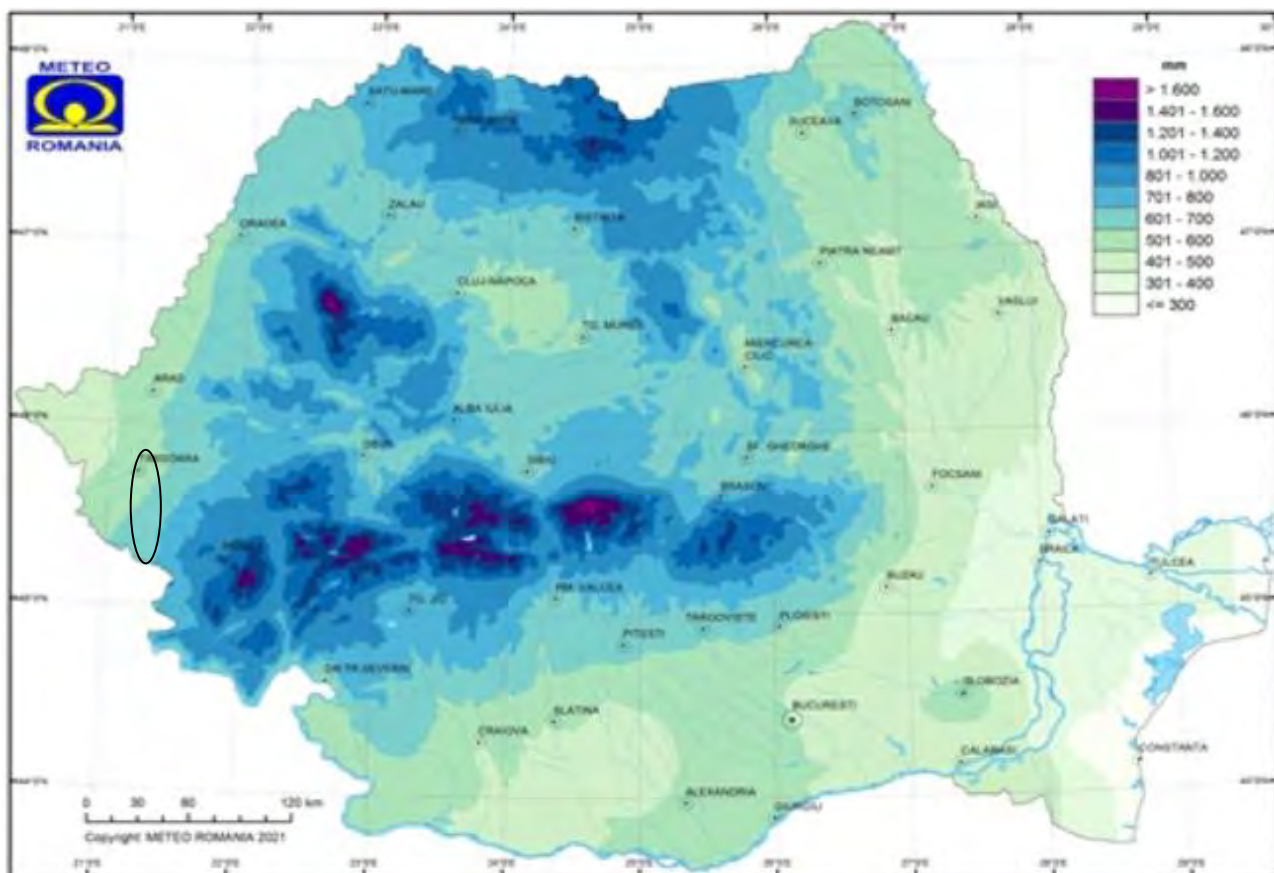 METEO
ROMANIA
mm
> 1.600
1.401 - 1.600
1.201 - 1.400
1.001 - 1.200
801 - 1.000
701 - 800
601 - 700
501 - 600
401 - 500
301 - 400
<= 300
SATU-MARE
BOTOSANI
SUCEAVA
ZALAU
IASI
ORADEA
BISTRITA
PIATRA NEAMT
CLUJ-NAPOCA
VASLUI
BACAU
TG. MURES
MIERCUREA
CIUC
ARAD
ALBA IULIA
DEVA
SF. GHEORGHE
TIMISOARA
SIBIU
FOCSANI
BRASOV
GALATI
BRAILA
TULCEA
BUZAU
RM. VALCEA
TG. JIU
TARGOVISTE
PLOIESTI
PITESTI
DR.TR.SEVERIN
SLOBOZIA
SLATINA
BUCURESTI
CRAIOVA
CALARASI
CONSTANTA
ALEXANDRIA
GIURGIU
0 30 60 120 km
Copyright: METEO ROMANIA 2021